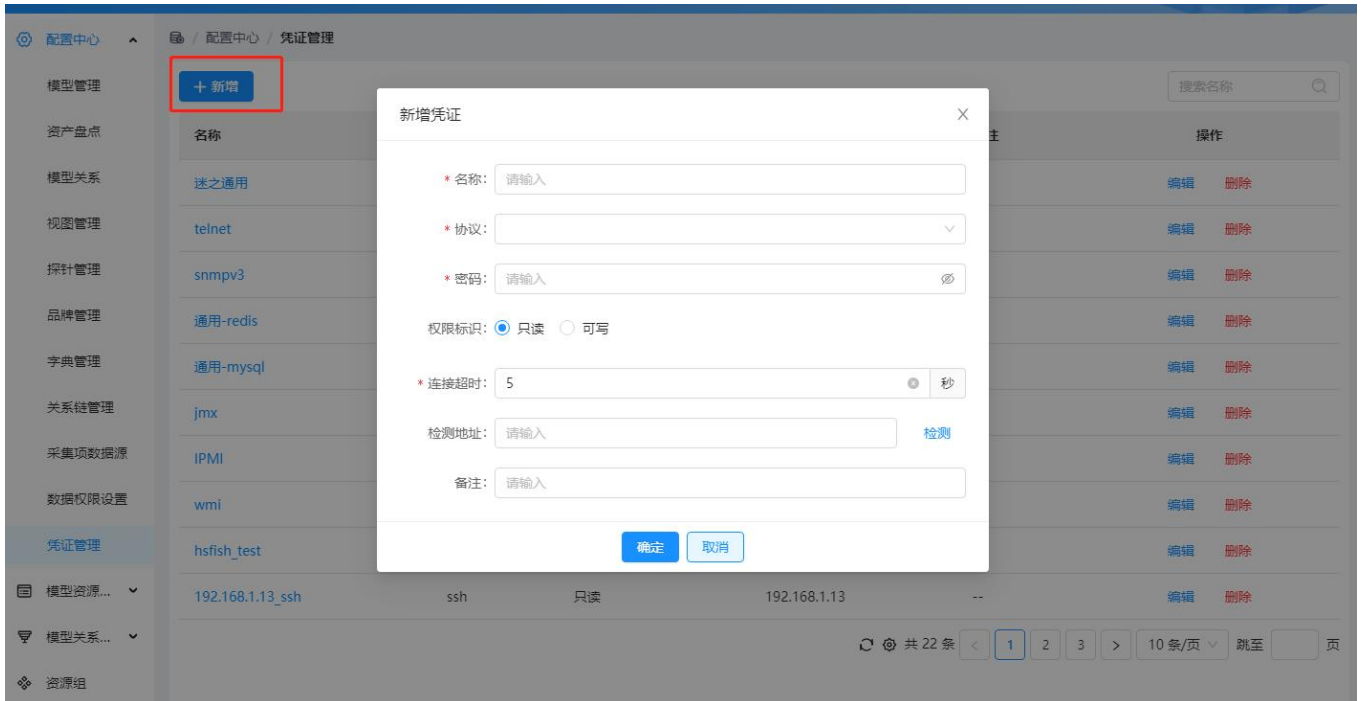 配置中心 / 配置中心 / 凭证管理
模型管理
资产盘点
模型关系
视图管理
探针管理
品牌管理
字典管理
关系链管理
采集项数据源
数据权限设置
凭证管理
模型资源...
模型关系...
资源组
+ 新增
搜索名称
名称
注
操作
迷之通用
编辑 删除
telnet
编辑 删除
snmpv3
编辑 删除
通用-redis
编辑 删除
通用-mysql
编辑 删除
jmx
编辑 删除
IPMI
编辑 删除
wmi
编辑 删除
hsfish_test
编辑 删除
192.168.1.13_ssh ssh 只读 192.168.1.13 -- 编辑 删除
共 22 条 < 1 2 3 > 10 条/页 跳至 页
新增凭证 X
* 名称: 请输入
* 协议:
* 密码: 请输入
权限标识: 只读 可写
* 连接超时: 5 秒
检测地址: 请输入 检测
备注: 请输入
确定 取消